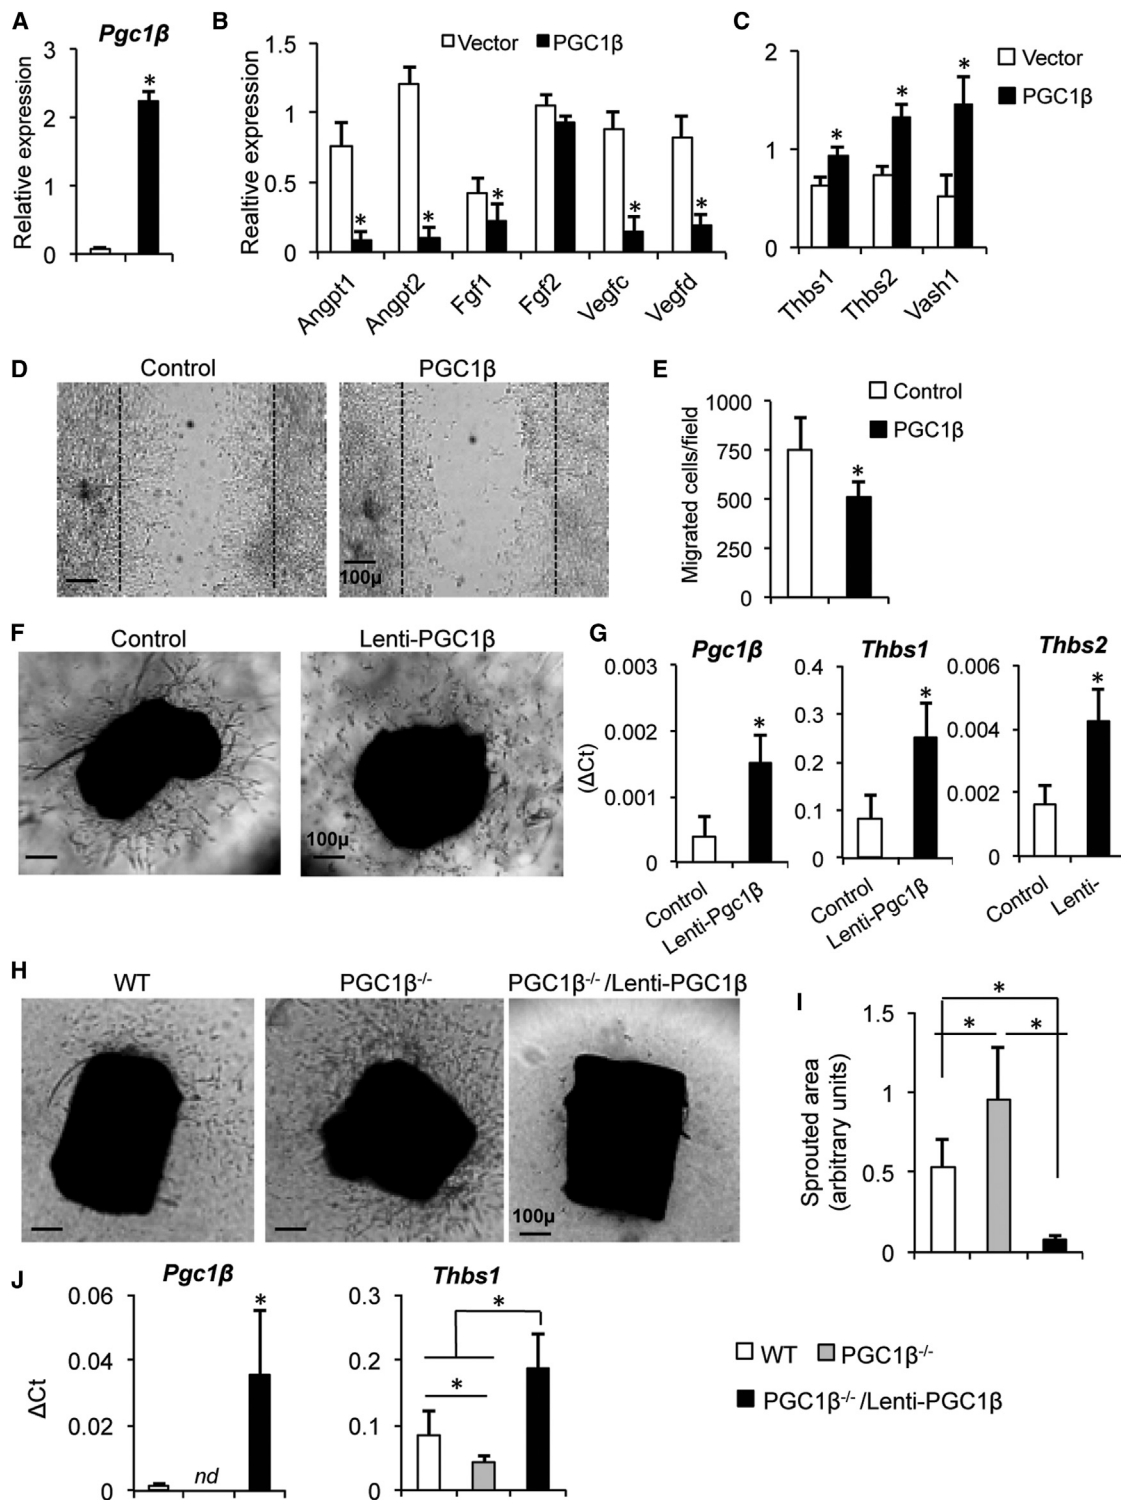 A
Pgc1β
Relative expression
3
2
1
0
*
B
Realtive expression
1.5
1
0.5
0
Vector
PGC1β
*
*
*
*
*
Angpt1
Angpt2
Fgf1
Fgf2
Vegfc
Vegfd
C
2
1
0
Vector
PGC1β
*
*
*
Thbs1
Thbs2
Vash1
D
Control
PGC1β
100µ
E
Control
PGC1β
Migrated cells/field
1000
750
500
250
0
*
F
Control
Lenti-PGC1β
100µ
G
Pgc1β
(ΔCt)
0.003
0.002
0.001
0
*
Control
Lenti-Pgc1β
Thbs1
0.4
0.3
0.2
0.1
0
*
Control
Lenti-Pgc1β
Thbs2
0.006
0.004
0.002
0
*
Control
Lenti-
H
WT
PGC1β-/-
PGC1β-/- /Lenti-PGC1β
100µ
I
Sprouted area
(arbitrary units)
1.5
1
0.5
0
*
*
*
J
Pgc1β
ΔCt
0.06
0.04
0.02
0
nd
*
Thbs1
0.3
0.2
0.1
0
*
*
WT
PGC1β-/-
PGC1β-/- /Lenti-PGC1β